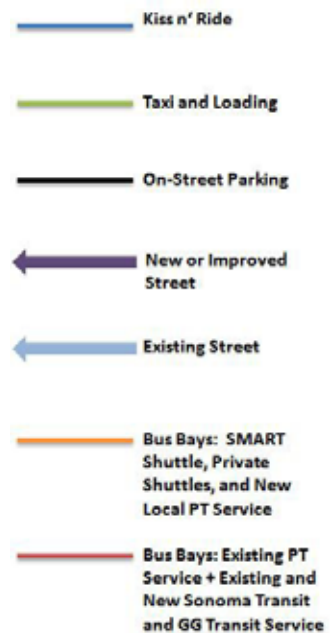 Kiss n' Ride
Taxi and Loading
On-Street Parking
New or Improved
Street
Existing Street
Bus Bays: SMART
Shuttle, Private
Shuttles, and New
Local PT Service
Bus Bays: Existing PT
Service + Existing and
New Sonoma Transit
and GG Transit Service